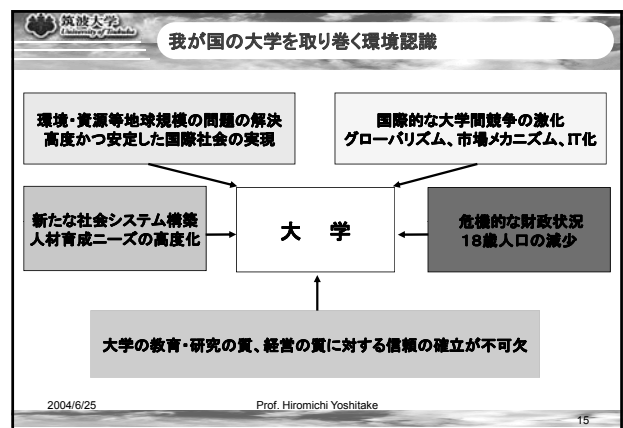 筑波大学
University of Tsukuba
我が国の大学を取り巻く環境認識
環境・資源等地球規模の問題の解決
高度かつ安定した国際社会の実現
国際的な大学間競争の激化
グローバリズム、市場メカニズム、IT化
新たな社会システム構築
人材育成ニーズの高度化
大 学
危機的な財政状況
18歳人口の減少
大学の教育・研究の質、経営の質に対する信頼の確立が不可欠
2004/6/25
Prof. Hiromichi Yoshitake
15